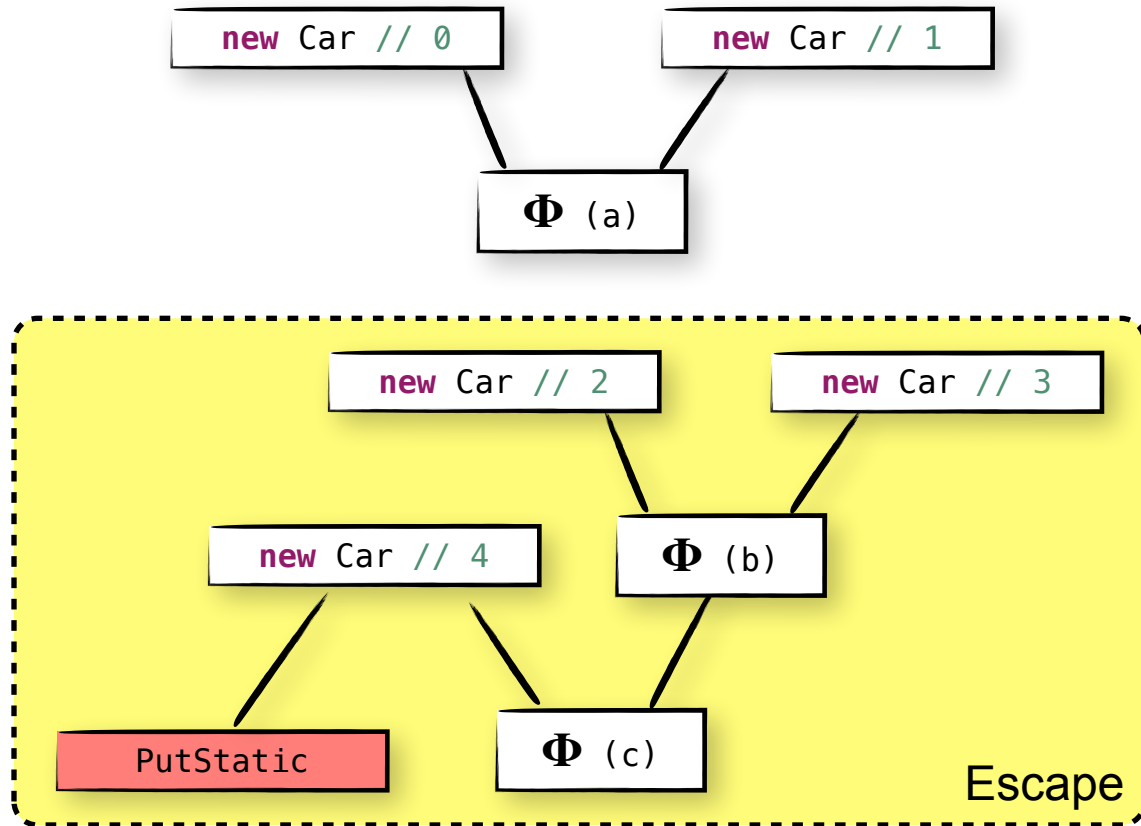 new Car // 0
new Car // 1
Φ (a)
new Car // 2
new Car // 3
new Car // 4
Φ (b)
PutStatic
Φ (c)
Escape